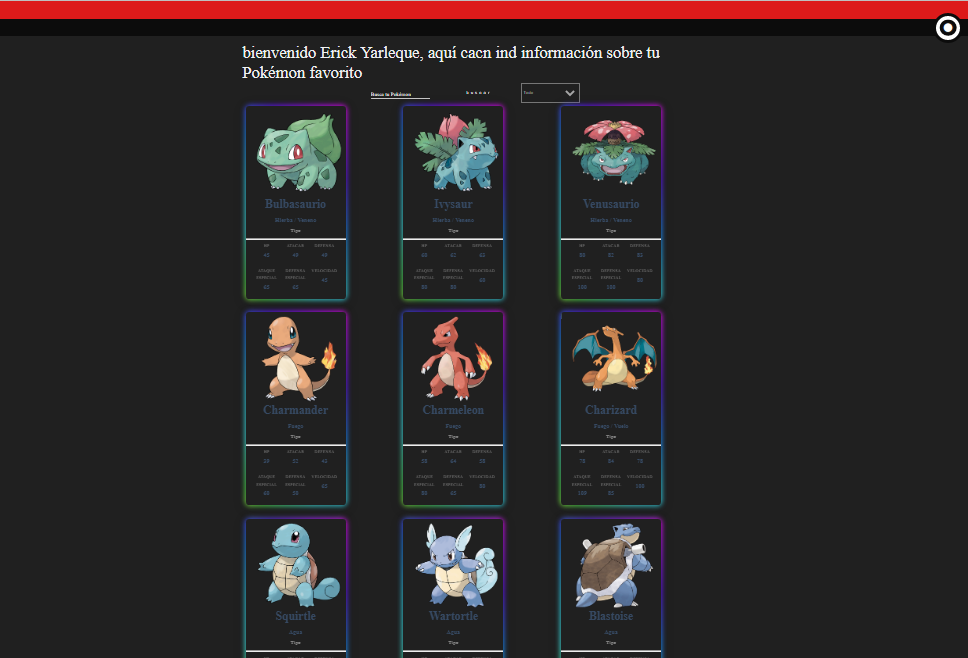 bienvenido Erick Yarleque, aquí cacn ind información sobre tu
Pokémon favorito
Busca tu Pokémon buscar Todo
Bulbasaurio Ivysaur Venusaurio
Hierba / Veneno Hierba / Veneno Hierba / Veneno
Tipo Tipo Tipo
HP ATACAR DEFENSA HP ATACAR DEFENSA HP ATACAR DEFENSA
45 49 49 60 62 63 80 82 83
ATAQUE DEFENSA VELOCIDAD ATAQUE DEFENSA VELOCIDAD ATAQUE DEFENSA VELOCIDAD
ESPECIAL ESPECIAL 45 ESPECIAL ESPECIAL 60 ESPECIAL ESPECIAL 80
65 65 80 80 100 100
Charmander Charmeleon Charizard
Fuego Fuego Fuego / Vuela
Tipo Tipo Tipo
HP ATACAR DEFENSA HP ATACAR DEFENSA HP ATACAR DEFENSA
39 52 43 58 64 58 78 84 78
ATAQUE DEFENSA VELOCIDAD ATAQUE DEFENSA VELOCIDAD ATAQUE DEFENSA VELOCIDAD
ESPECIAL ESPECIAL 65 ESPECIAL ESPECIAL 80 ESPECIAL ESPECIAL 100
60 50 80 65 109 85
Squirtle Wartortle Blastoise
Agua Agua Agua
Tipo Tipo Tipo